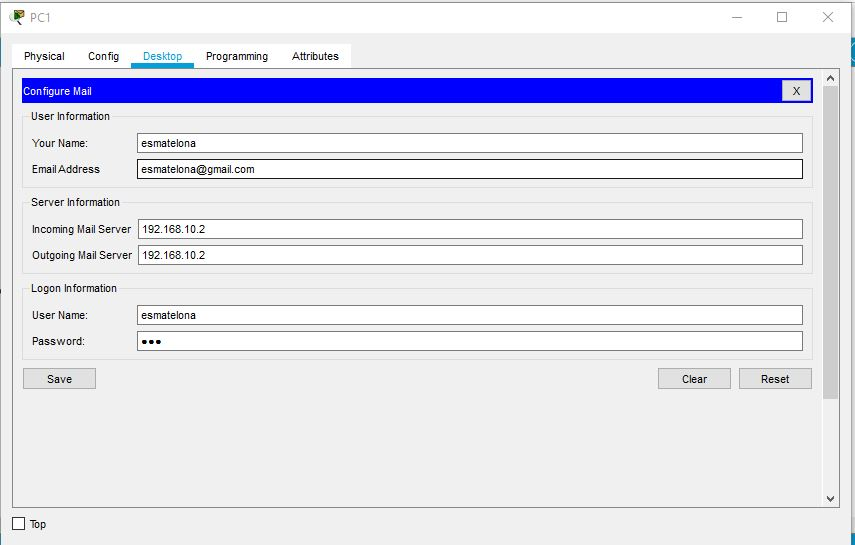 PC1
Physical Config Desktop Programming Attributes
Configure Mail X
User Information
Your Name: esmatelona
Email Address esmatelona@gmail.com
Server Information
Incoming Mail Server 192.168.10.2
Outgoing Mail Server 192.168.10.2
Logon Information
User Name: esmatelona
Password: ●●●
Save Clear Reset
Top